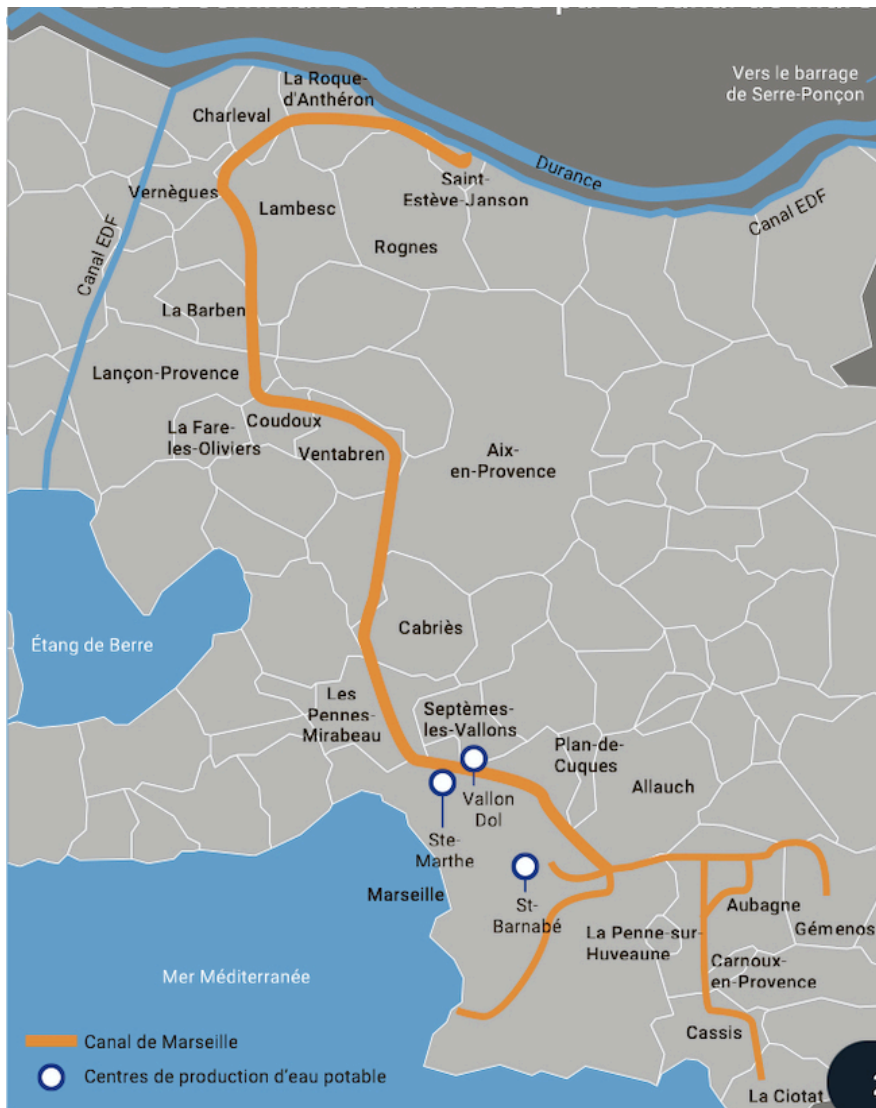 Vers le barrage
de Serre-Ponçon
La Roque-
d'Anthéron
Charleval
Durance
Saint-
Estève-Janson
Vernègues
Lambesc
Canal EDF
Rognes
Canal EDF
La Barben
Lançon-Provence
La Fare-
les-Oliviers
Coudoux
Ventabren
Aix-
en-Provence
Cabriès
Étang de Berre
Les
Pennes-
Mirabeau
Septèmes-
les-Vallons
Plan-de-
Cuques
Allauch
Vallon
Dol
Ste-
Marthe
Marseille
St-
Barnabé
La Penne-sur-
Huveaune
Aubagne
Gémenos
Carnoux-
en-Provence
Mer Méditerranée
Cassis
La Ciotat
Canal de Marseille
Centres de production d'eau potable